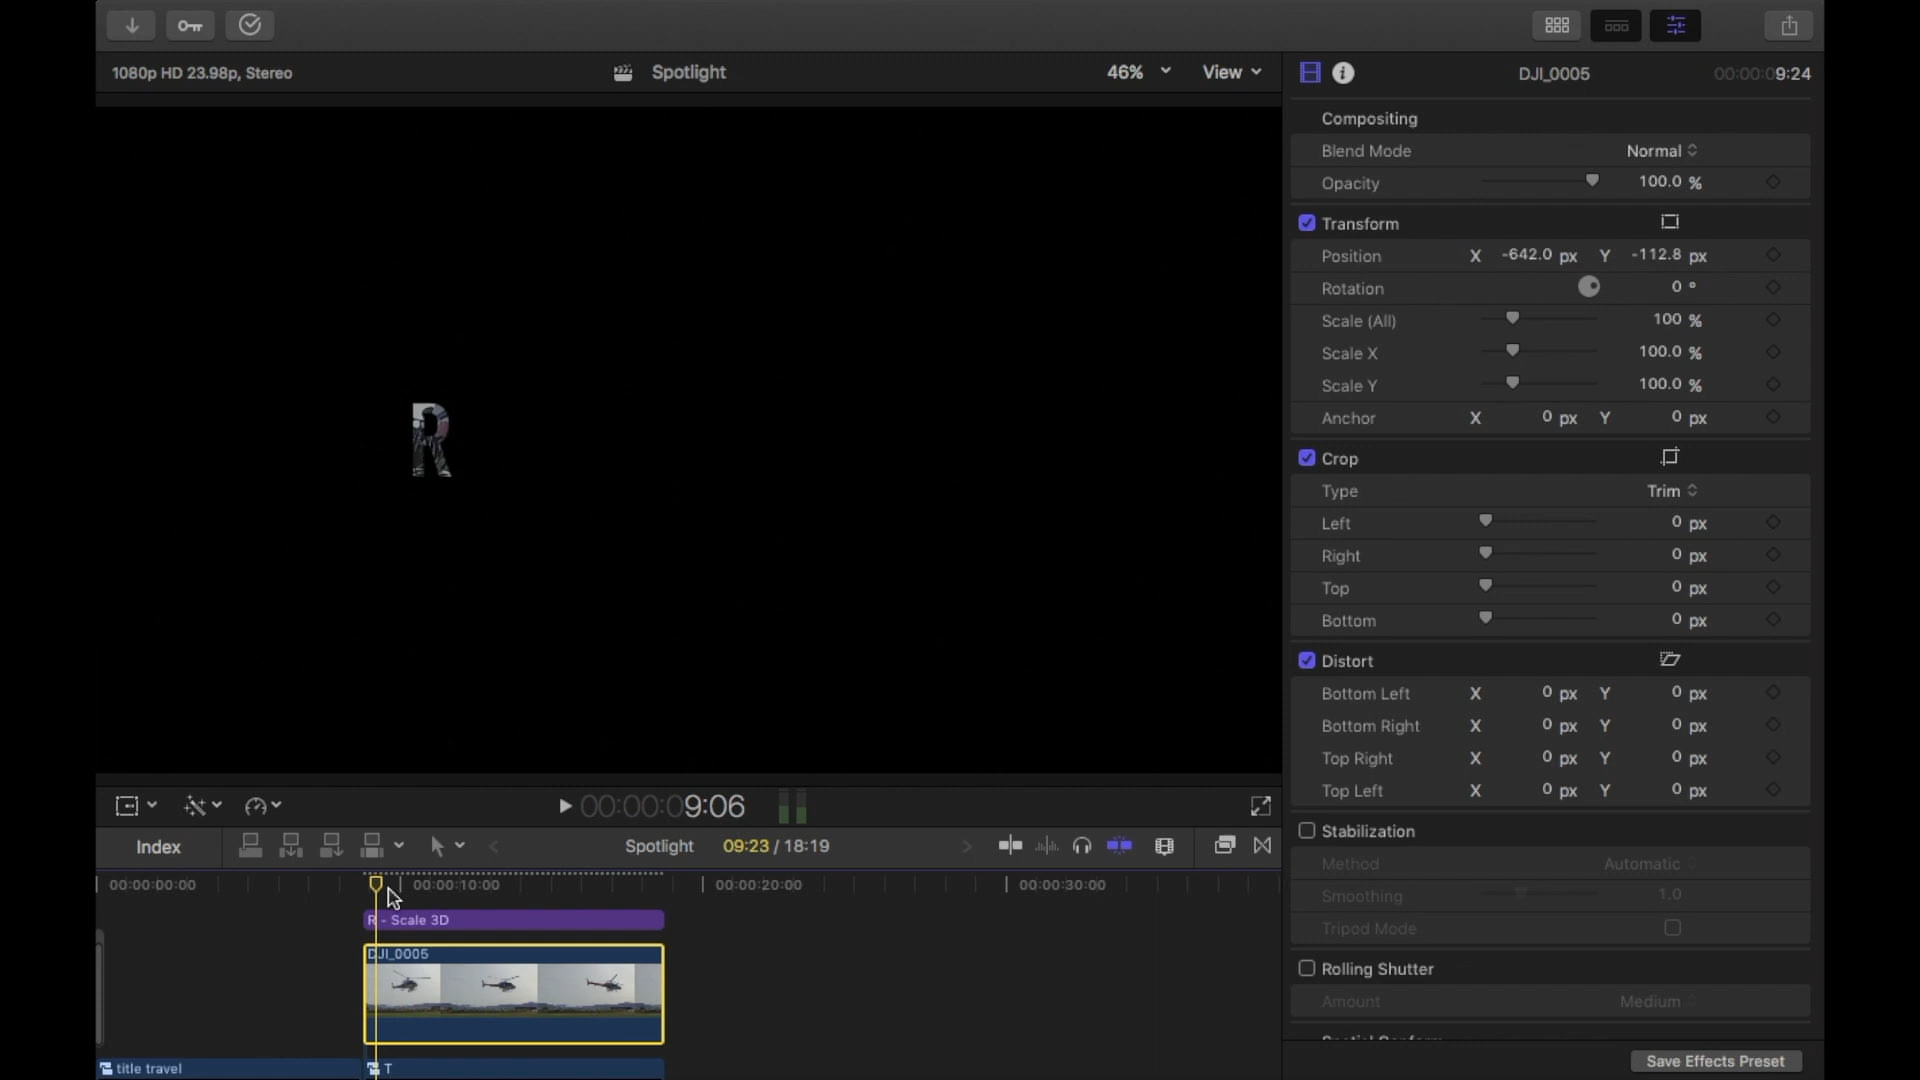 1080p HD 23.98p, Stereo
Spotlight
46%
View
DJI_0005
00:00:09:24
Compositing
Blend Mode Normal
Opacity 100.0 %
Transform
Position X -642.0 px Y -112.8 px
Rotation 0 °
Scale (All) 100 %
Scale X 100.0 %
Scale Y 100.0 %
Anchor X 0 px Y 0 px
Crop
Type Trim
Left 0 px
Right 0 px
Top 0 px
Bottom 0 px
Distort
Bottom Left X 0 px Y 0 px
Bottom Right X 0 px Y 0 px
Top Right X 0 px Y 0 px
Top Left X 0 px Y 0 px
Stabilization
Method Automatic
Smoothing 1.0
Tripod Mode
Rolling Shutter
Amount Medium
Save Effects Preset
R
00:00:09:06
Index
Spotlight 09:23 / 18:19
00:00:00:00 00:00:10:00 00:00:20:00 00:00:30:00
R - Scale 3D
DJI_0005
title travel
T